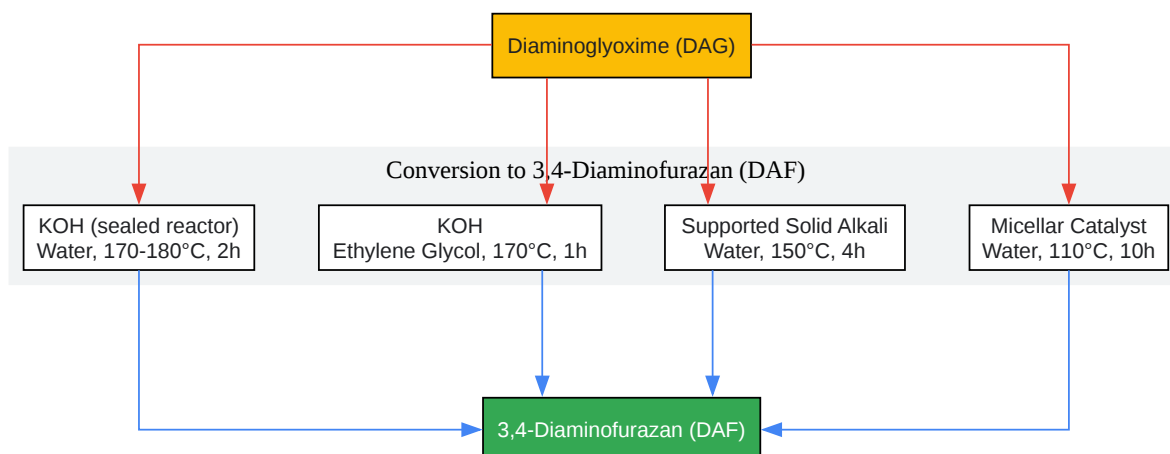 Diaminoglyoxime (DAG)
Conversion to 3,4-Diaminofurazan (DAF)
KOH (sealed reactor)
Water, 170-180°C, 2h
KOH
Ethylene Glycol, 170°C, 1h
Supported Solid Alkali
Water, 150°C, 4h
Micellar Catalyst
Water, 110°C, 10h
3,4-Diaminofurazan (DAF)